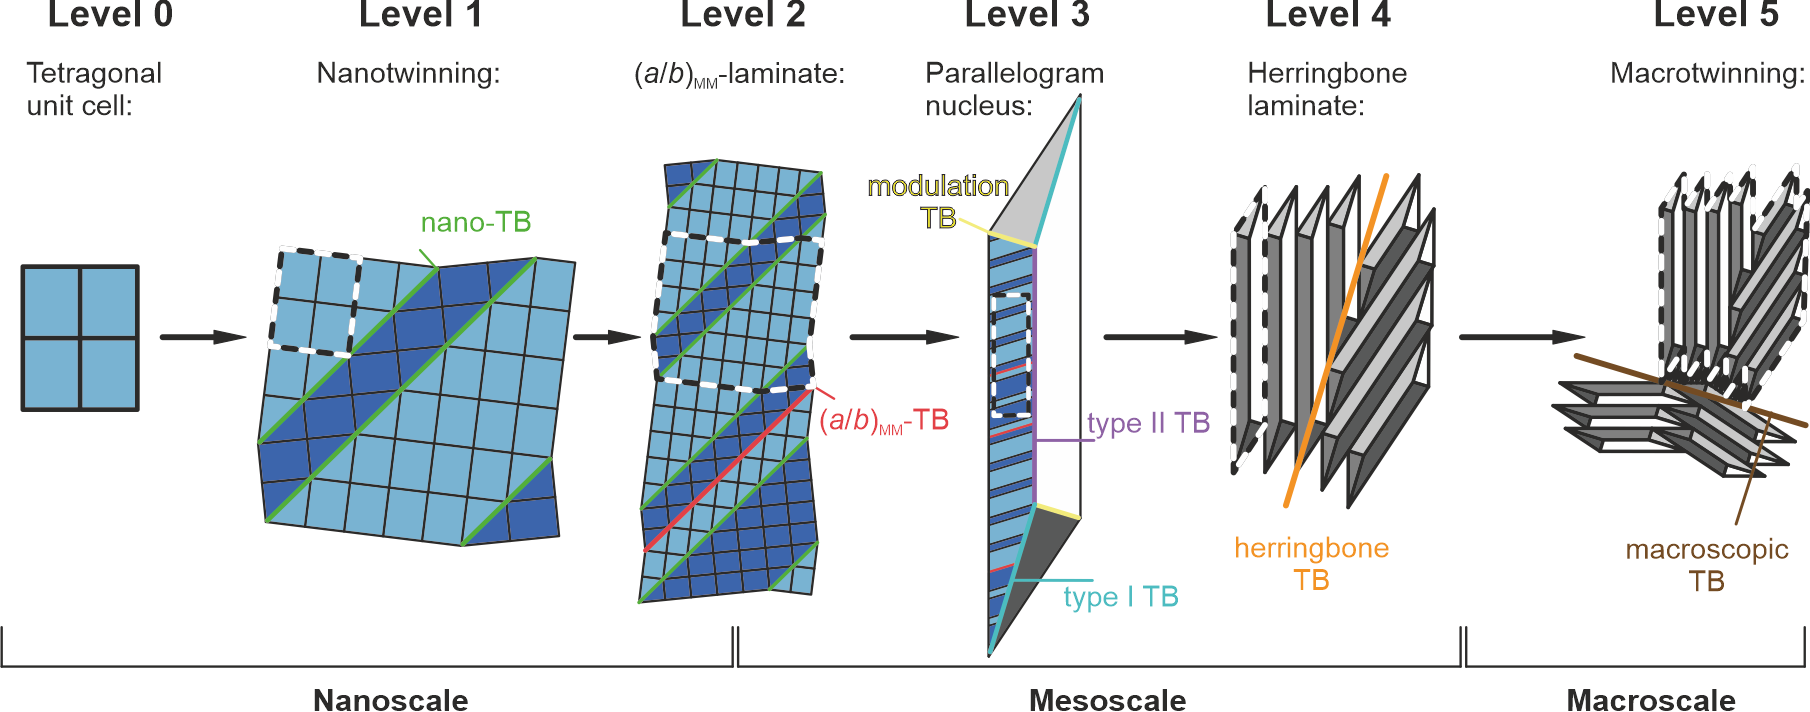 Level 0
Level 1
Level 2
Level 3
Level 4
Level 5
Tetragonal
unit cell:
Nanotwinning:
(a/b)MM-laminate:
Parallelogram
nucleus:
Herringbone
laminate:
Macrotwinning:
nano-TB
(a/b)MM-TB
modulation
TB
type II TB
type I TB
herringbone
TB
macroscopic
TB
Nanoscale
Mesoscale
Macroscale